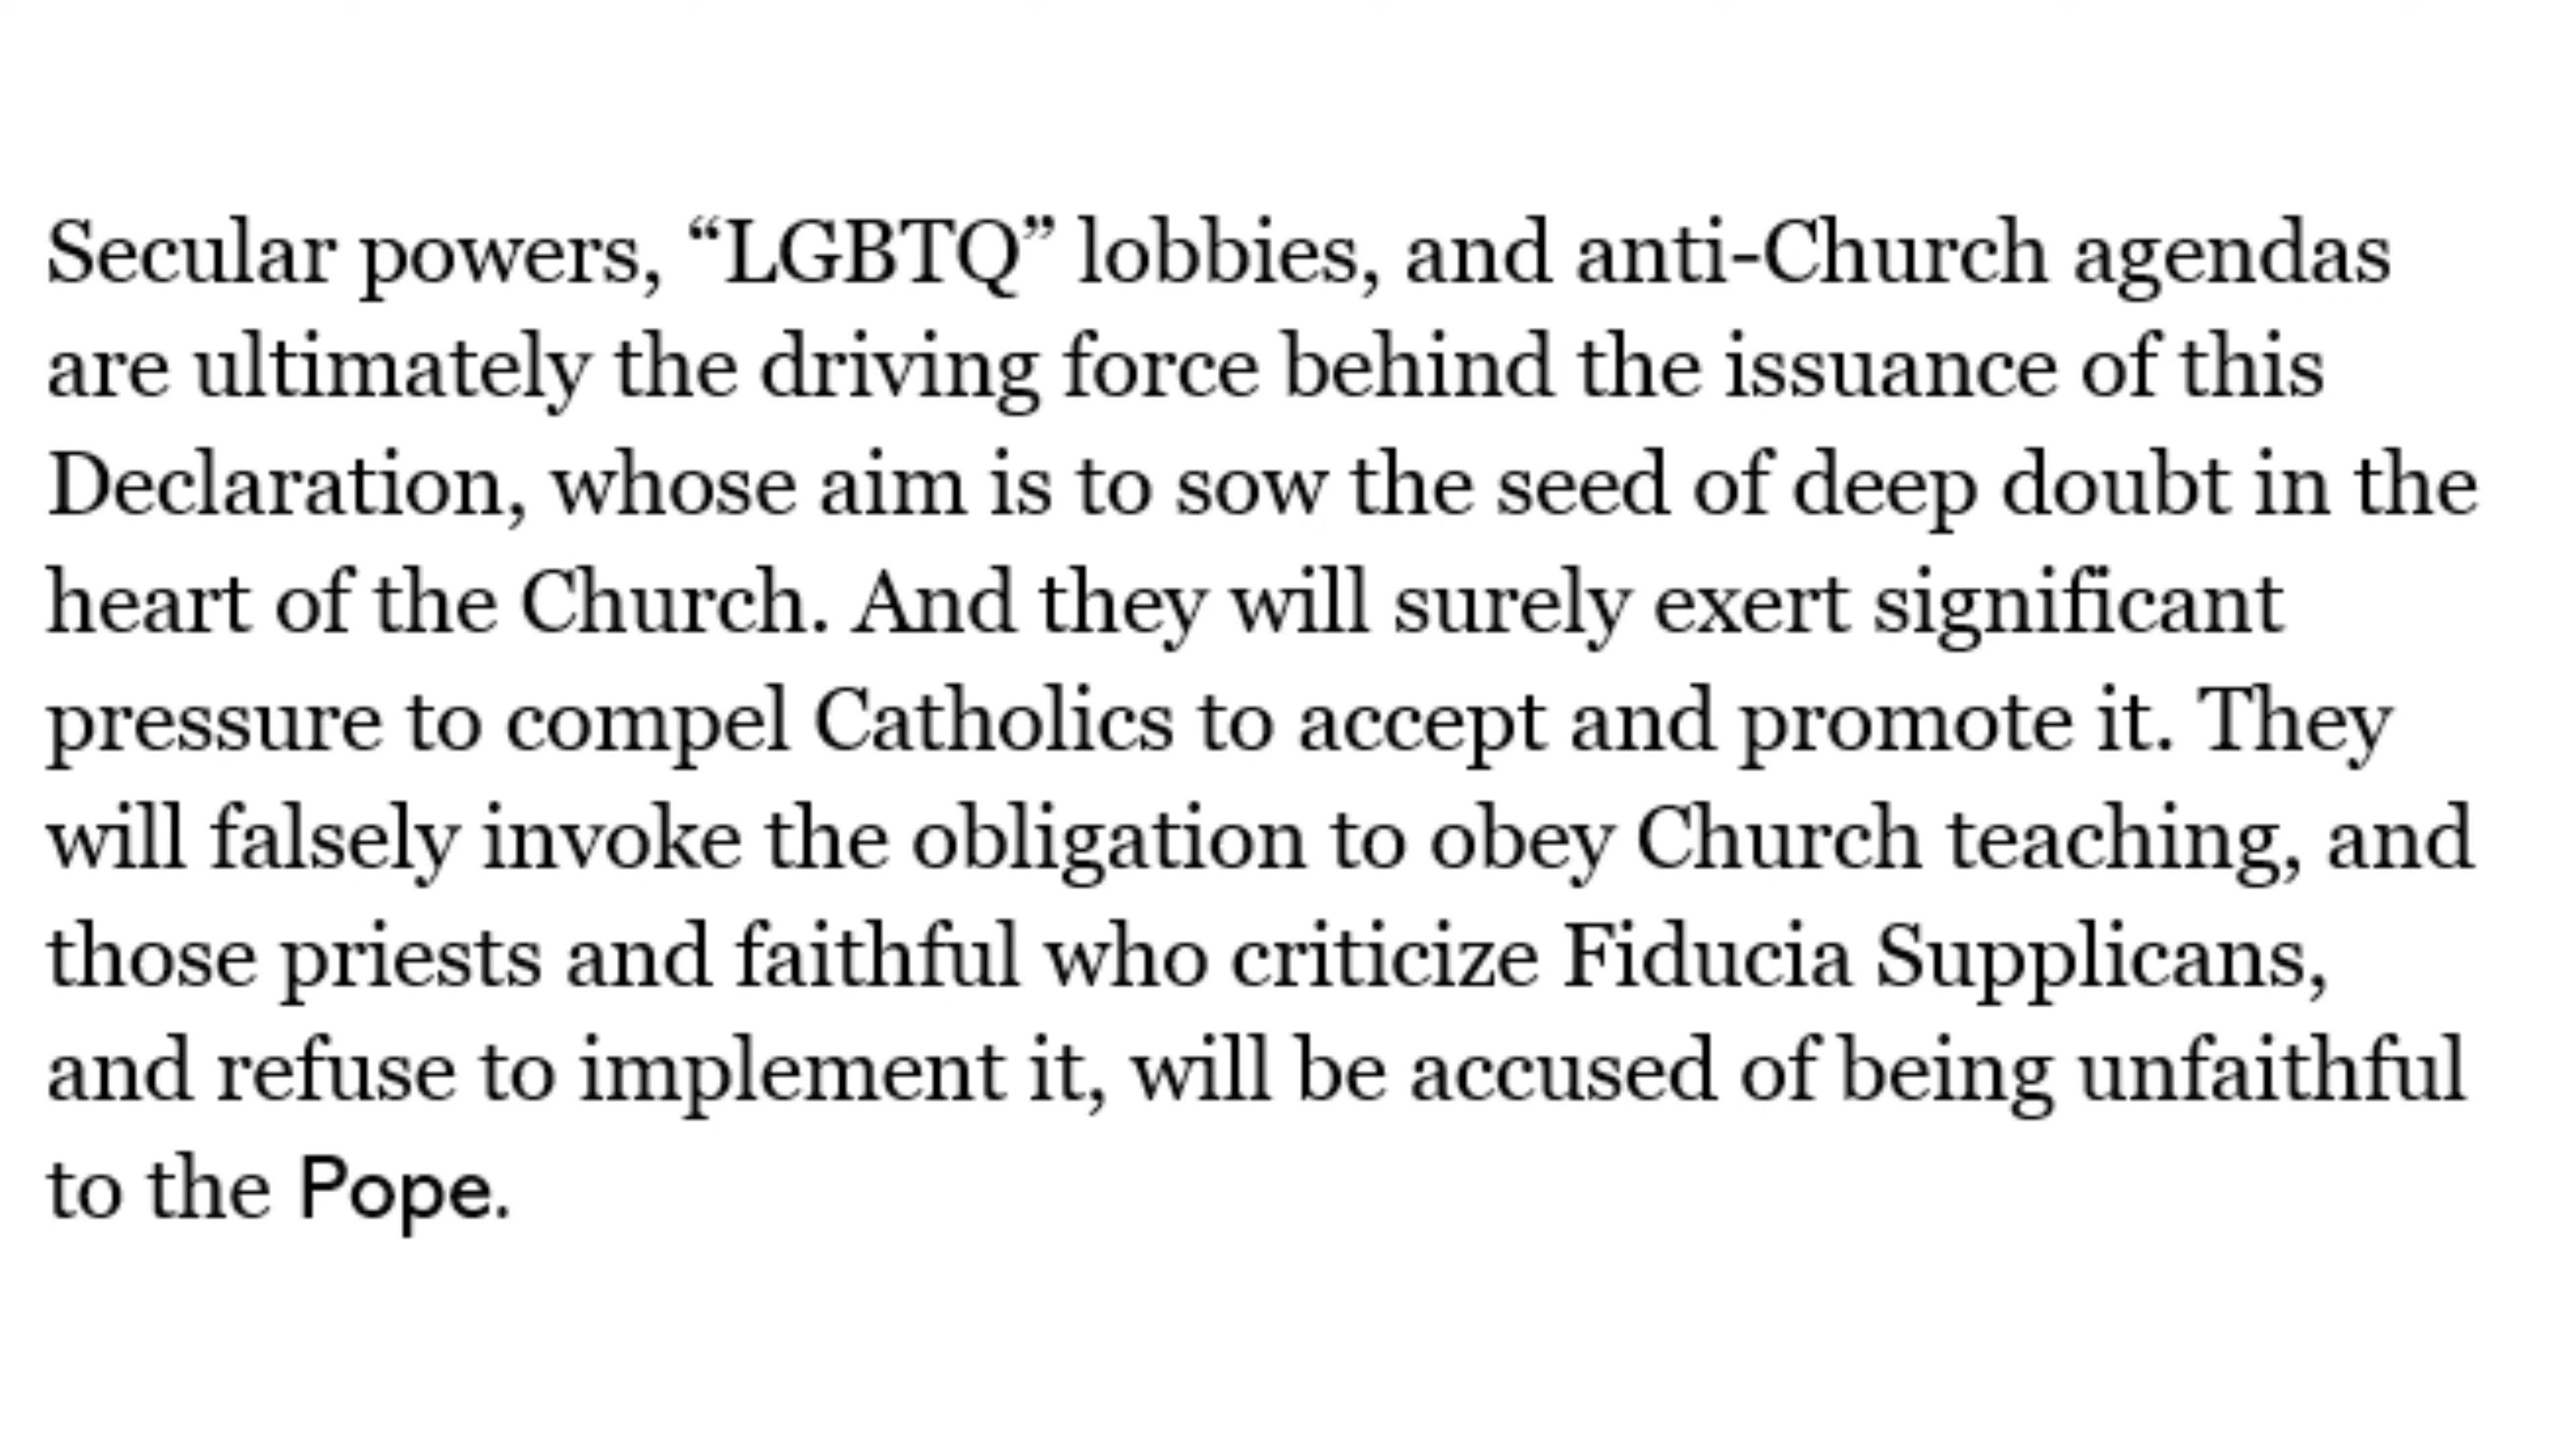 Secular powers, “LGBTQ” lobbies, and anti-Church agendas
are ultimately the driving force behind the issuance of this
Declaration, whose aim is to sow the seed of deep doubt in the
heart of the Church. And they will surely exert significant
pressure to compel Catholics to accept and promote it. They
will falsely invoke the obligation to obey Church teaching, and
those priests and faithful who criticize Fiducia Supplicans,
and refuse to implement it, will be accused of being unfaithful
to the Pope.